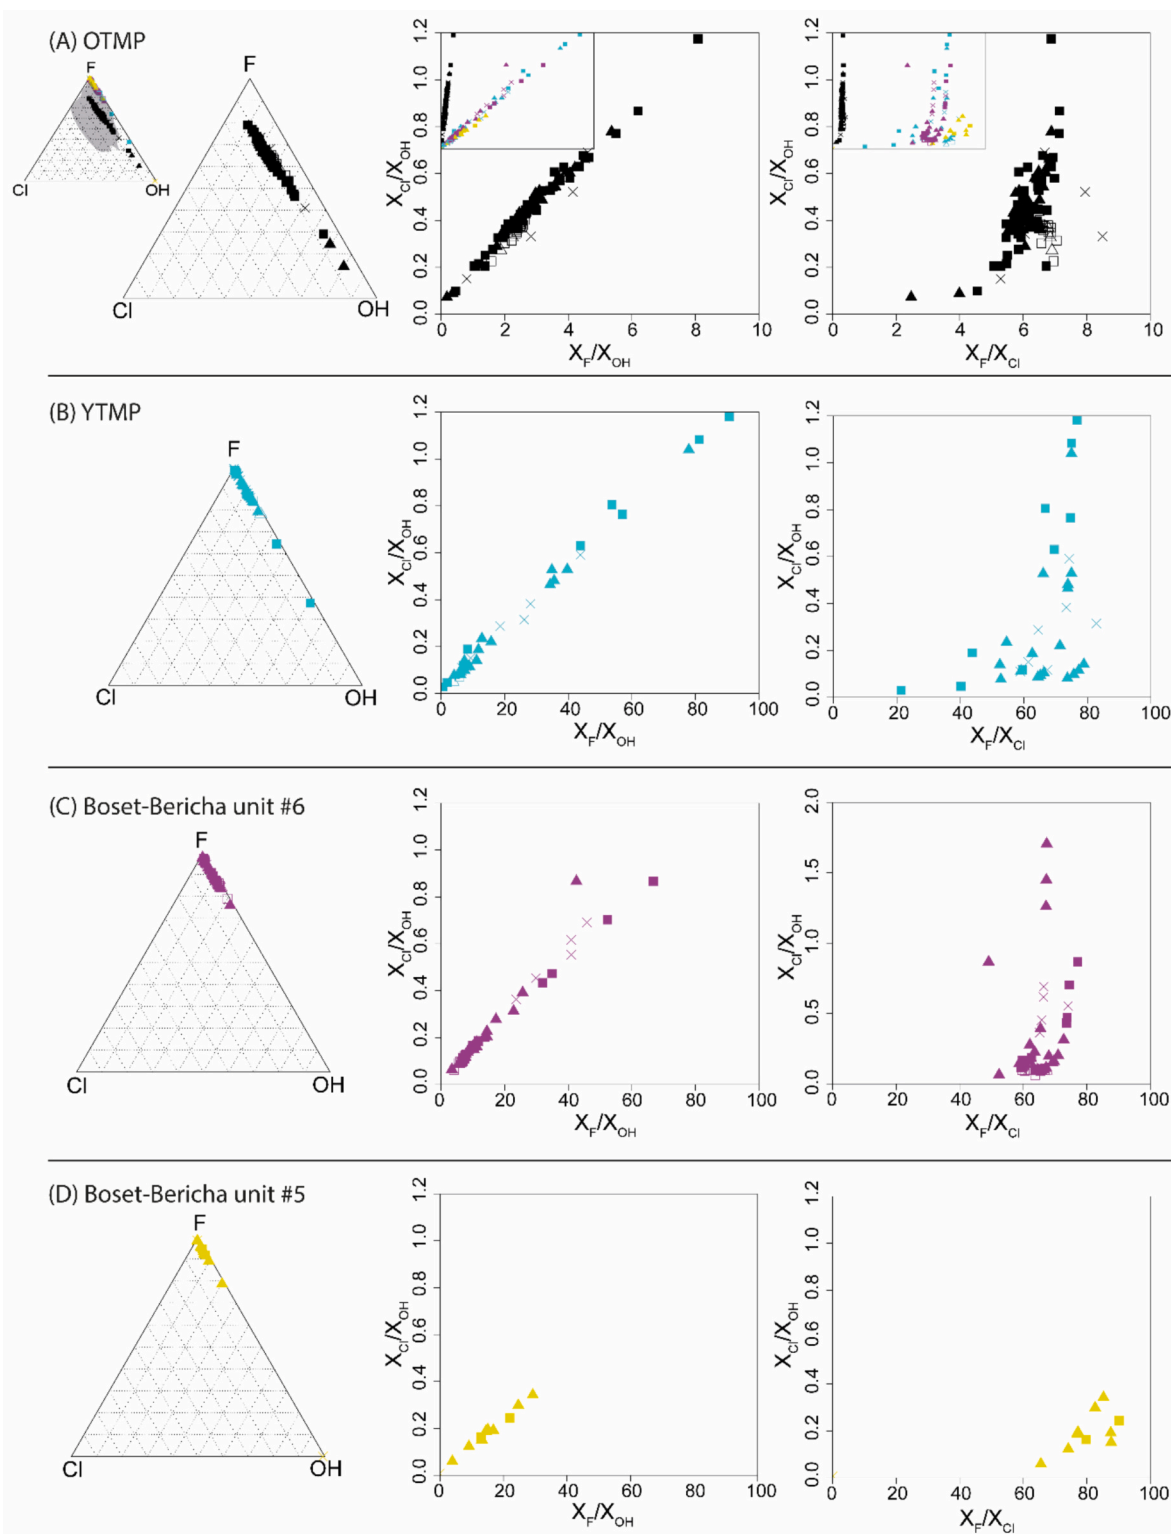 (A) OTMP
F
Cl
OH
F
Cl
OH
X_Cl/X_OH
1.2
1.0
0.8
0.6
0.4
0.2
0.0
0 2 4 6 8 10
X_F/X_OH
X_Cl/X_OH
1.2
1.0
0.8
0.6
0.4
0.2
0.0
0 2 4 6 8 10
X_F/X_Cl
(B) YTMP
F
Cl
OH
X_Cl/X_OH
1.2
1.0
0.8
0.6
0.4
0.2
0.0
0 20 40 60 80 100
X_F/X_OH
X_Cl/X_OH
1.2
1.0
0.8
0.6
0.4
0.2
0.0
0 20 40 60 80 100
X_F/X_Cl
(C) Boset-Bericha unit #6
F
Cl
OH
X_Cl/X_OH
1.2
1.0
0.8
0.6
0.4
0.2
0.0
0 20 40 60 80 100
X_F/X_OH
X_Cl/X_OH
2.0
1.5
1.0
0.5
0.0
0 20 40 60 80 100
X_F/X_Cl
(D) Boset-Bericha unit #5
F
Cl
OH
X_Cl/X_OH
1.2
1.0
0.8
0.6
0.4
0.2
0.0
0 20 40 60 80 100
X_F/X_OH
X_Cl/X_OH
1.2
1.0
0.8
0.6
0.4
0.2
0.0
0 20 40 60 80 100
X_F/X_Cl